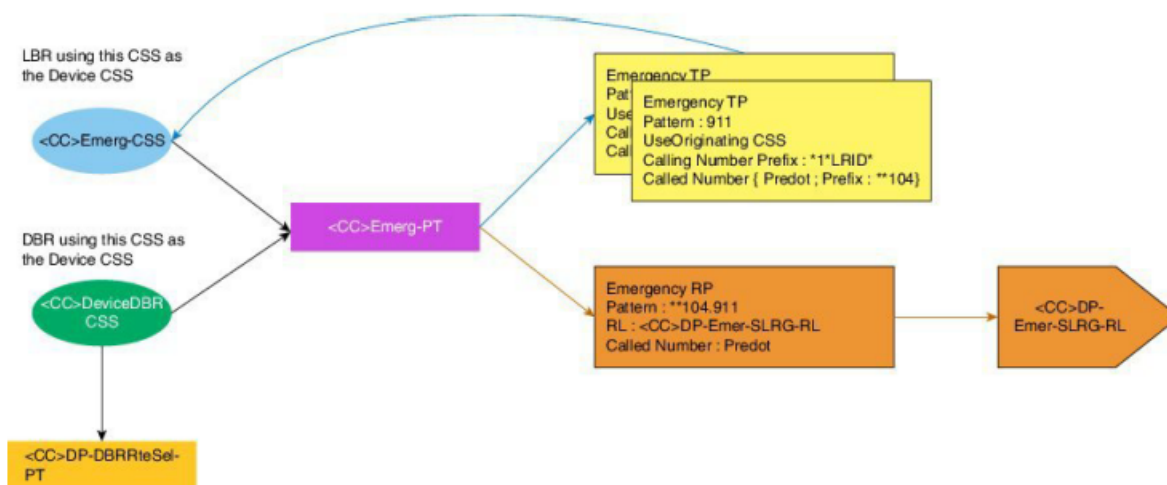 LBR using this CSS as
the Device CSS
<CC>Emerg-CSS
DBR using this CSS as
the Device CSS
<CC>DeviceDBR
CSS
<CC>DP-DBRRteSel-
PT
<CC>Emerg-PT
Emergency TP
Emergency TP
Pattern : 911
UseOriginating CSS
Calling Number Prefix : *1*LRID*
Called Number { Predot ; Prefix : **104}
Emergency RP
Pattern : **104.911
RL : <CC>DP-Emer-SLRG-RL
Called Number : Predot
<CC>DP-
Emer-SLRG-RL